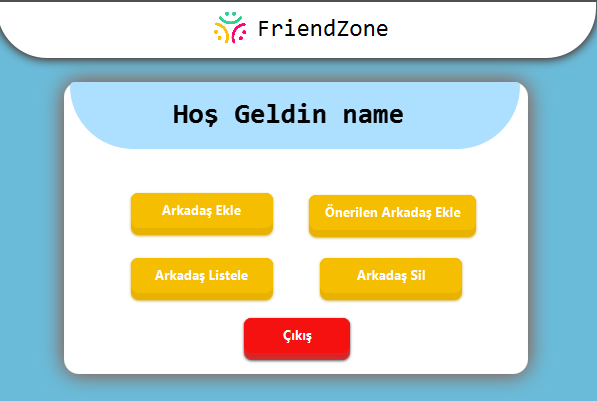 FriendZone
Hoş Geldin name
Arkadaş Ekle
Önerilen Arkadaş Ekle
Arkadaş Listele
Arkadaş Sil
Çıkış